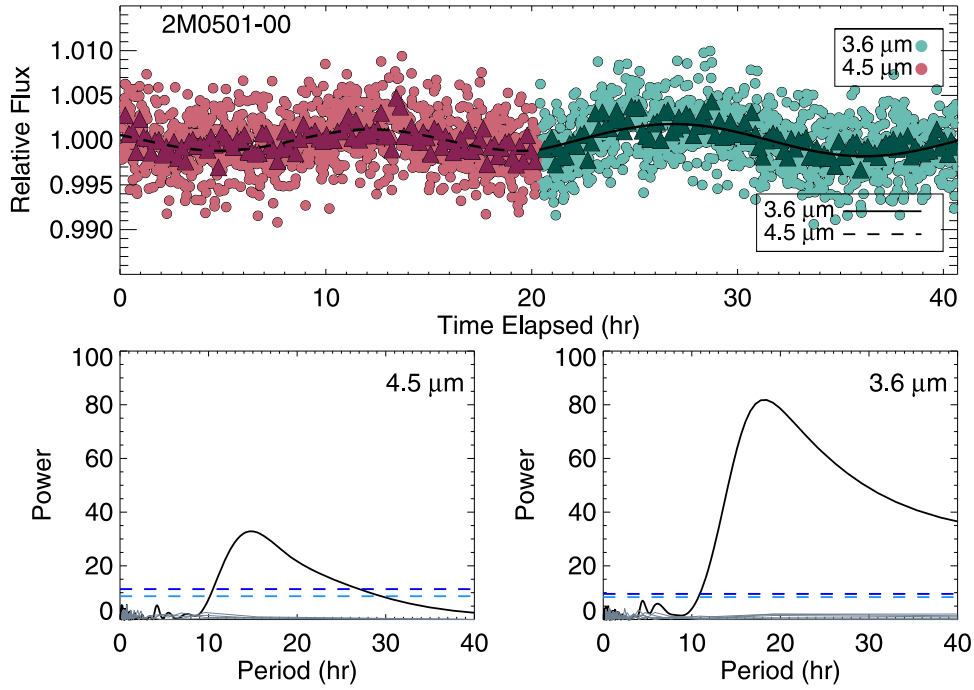 2M0501-00
3.6 μm
4.5 μm
1.010
1.005
1.000
0.995
0.990
Relative Flux
3.6 μm
4.5 μm
0 10 20 30 40
Time Elapsed (hr)
100
80
60
40
20
0
Power
4.5 μm
0 10 20 30 40
Period (hr)
100
80
60
40
20
0
Power
3.6 μm
0 10 20 30 40
Period (hr)